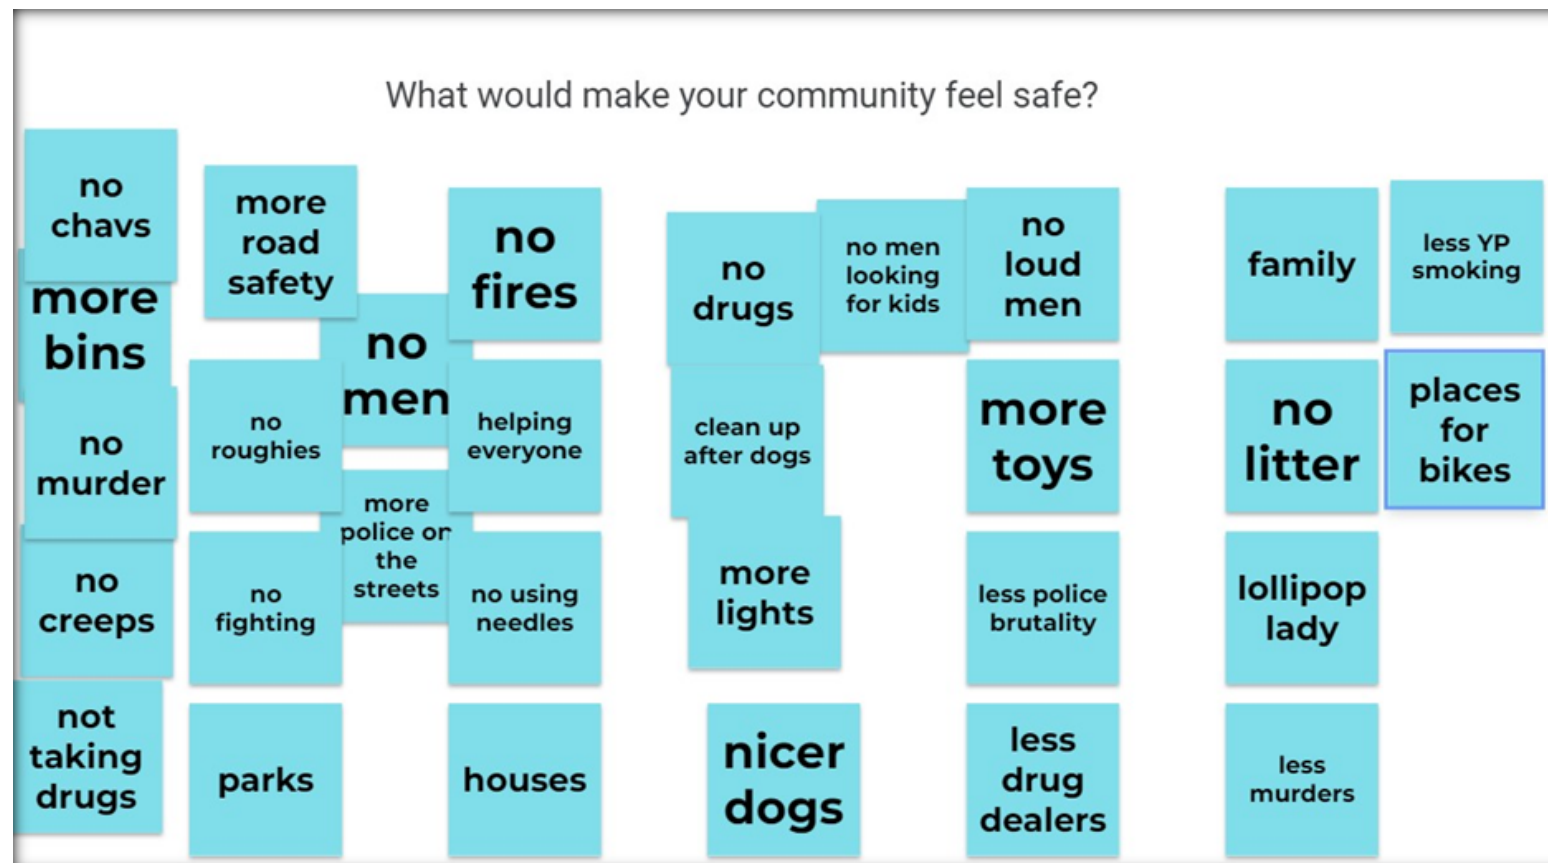 What would make your community feel safe?
no
chavs
more
bins
no
murder
no
creeps
not
taking
drugs
more
road
safety
no
men
no
roughies
more
police on
the
streets
no
fighting
parks
no
fires
helping
everyone
no using
needles
houses
no
drugs
clean up
after dogs
more
lights
nicer
dogs
no men
looking
for kids
no
loud
men
more
toys
less police
brutality
less
drug
dealers
family
no
litter
lollipop
lady
less
murders
less YP
smoking
places
for
bikes